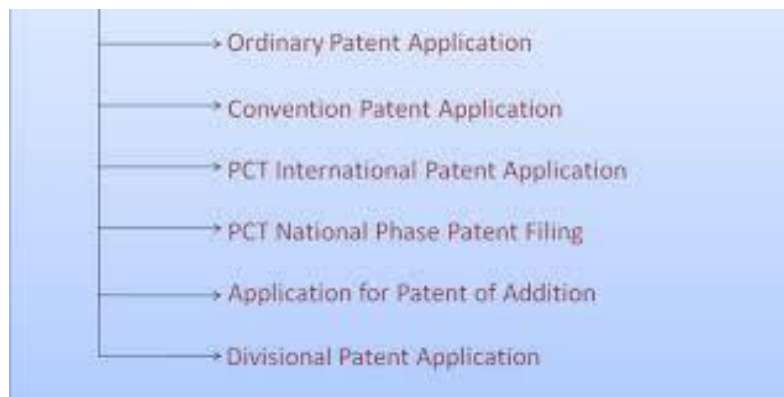 Ordinary Patent Application
Convention Patent Application
PCT International Patent Application
PCT National Phase Patent Filing
Application for Patent of Addition
Divisional Patent Application